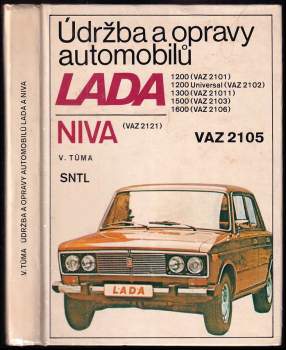 V. TŮMA ÚDRŽBA A OPRAVY AUTOMOBILŮ LADA A NIVA
Údržba a opravy
automobilů
LADA
1200 (VAZ 2101)
1200 Universal (VAZ 2102)
1300 (VAZ 21011)
1500 (VAZ 2103)
1600 (VAZ 2106)
NIVA (VAZ 2121)
VAZ 2105
V. TŮMA
SNTL
LADA